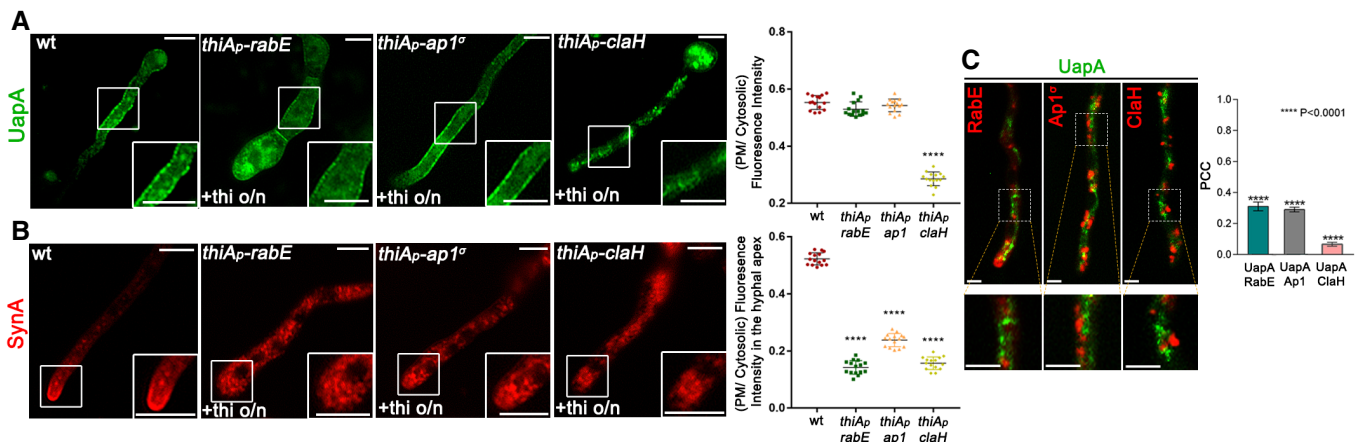 A
UapA
wt
thiAp-rabE
+thi o/n
thiAp-ap1σ
+thi o/n
thiAp-claH
+thi o/n
(PM/ Cytosolic)
Fluoresence Intensity
0.8
0.6
0.4
0.2
wt
thiAp
rabE
thiAp
ap1
thiAp
claH
****
B
SynA
wt
thiAp-rabE
+thi o/n
thiAp-ap1σ
+thi o/n
thiAp-claH
+thi o/n
(PM/ Cytosolic) Fluoresence
Intensity in the hyphal apex
0.6
0.4
0.2
0.0
****
****
****
wt
thiAp
rabE
thiAp
ap1
thiAp
claH
C
UapA
RabE
Ap1σ
ClaH
PCC
1.0
0.8
0.6
0.4
0.2
0.0
**** P<0.0001
****
****
****
UapA
RabE
UapA
Ap1
UapA
ClaH